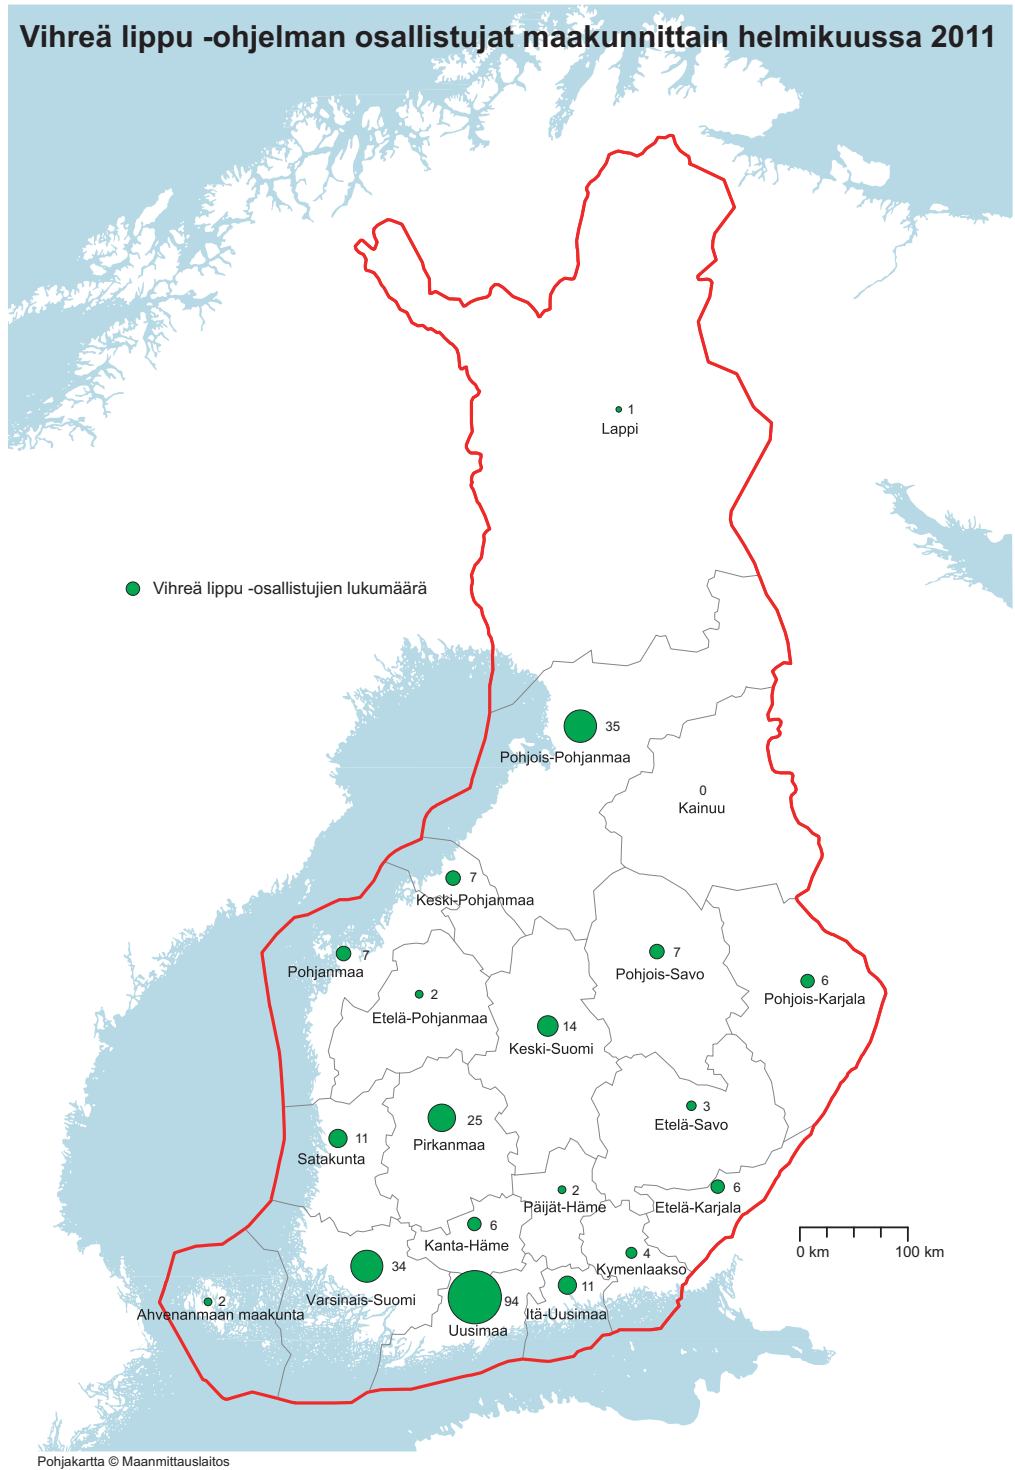 Vihreä lippu -ohjelman osallistujat maakunnittain helmikuussa 2011
1
Lappi
Vihreä lippu -osallistujien lukumäärä
35
Pohjois-Pohjanmaa
0
Kainuu
7
Keski-Pohjanmaa
7
Pohjanmaa
7
Pohjois-Savo
6
Pohjois-Karjala
2
Etelä-Pohjanmaa
14
Keski-Suomi
3
Etelä-Savo
25
Pirkanmaa
11
Satakunta
2
Päijät-Häme
6
Etelä-Karjala
6
Kanta-Häme
4
Kymenlaakso
0 km 100 km
34
Varsinais-Suomi
94
Uusimaa
11
Itä-Uusimaa
2
Ahvenanmaan maakunta
Pohjakartta © Maanmittauslaitos